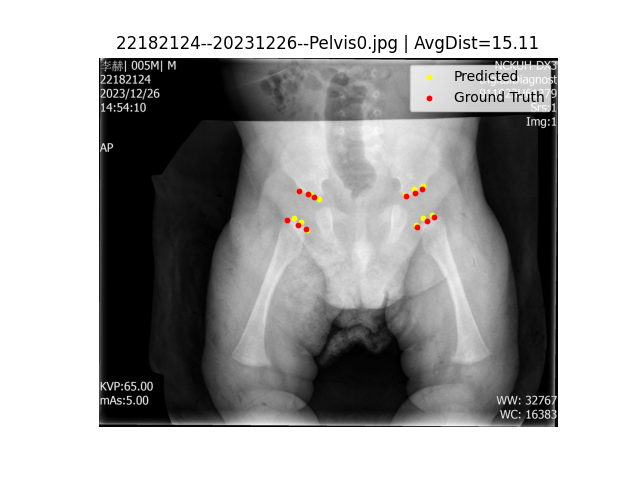 22182124--20231226--Pelvis0.jpg | AvgDist=15.11
李赫| 005M| M
22182124
2023/12/26
14:54:10
AP
Predicted
Ground Truth
Img:1
KVP:65.00
mAs:5.00
WW: 32767
WC: 16383